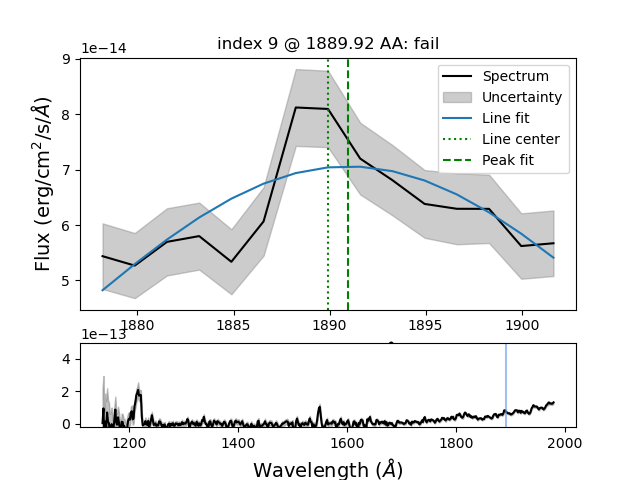 index 9 @ 1889.92 AA: fail
1e−14
9
8
7
6
5
Flux (erg/cm²/s/Å)
Spectrum
Uncertainty
Line fit
Line center
Peak fit
1880 1885 1890 1895 1900
1e−13
4
2
0
1200 1400 1600 1800 2000
Wavelength (Å)